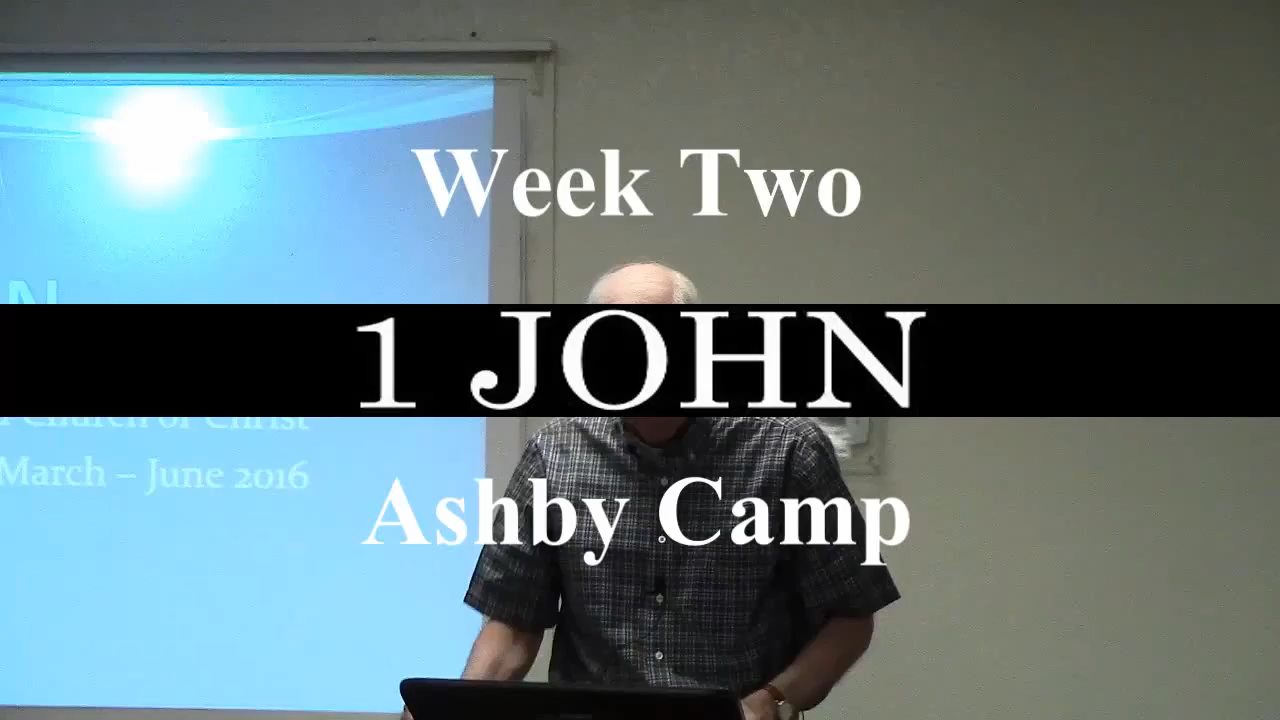 Week Two
1 JOHN
Ashby Camp
N
Church of Christ
March – June 2016